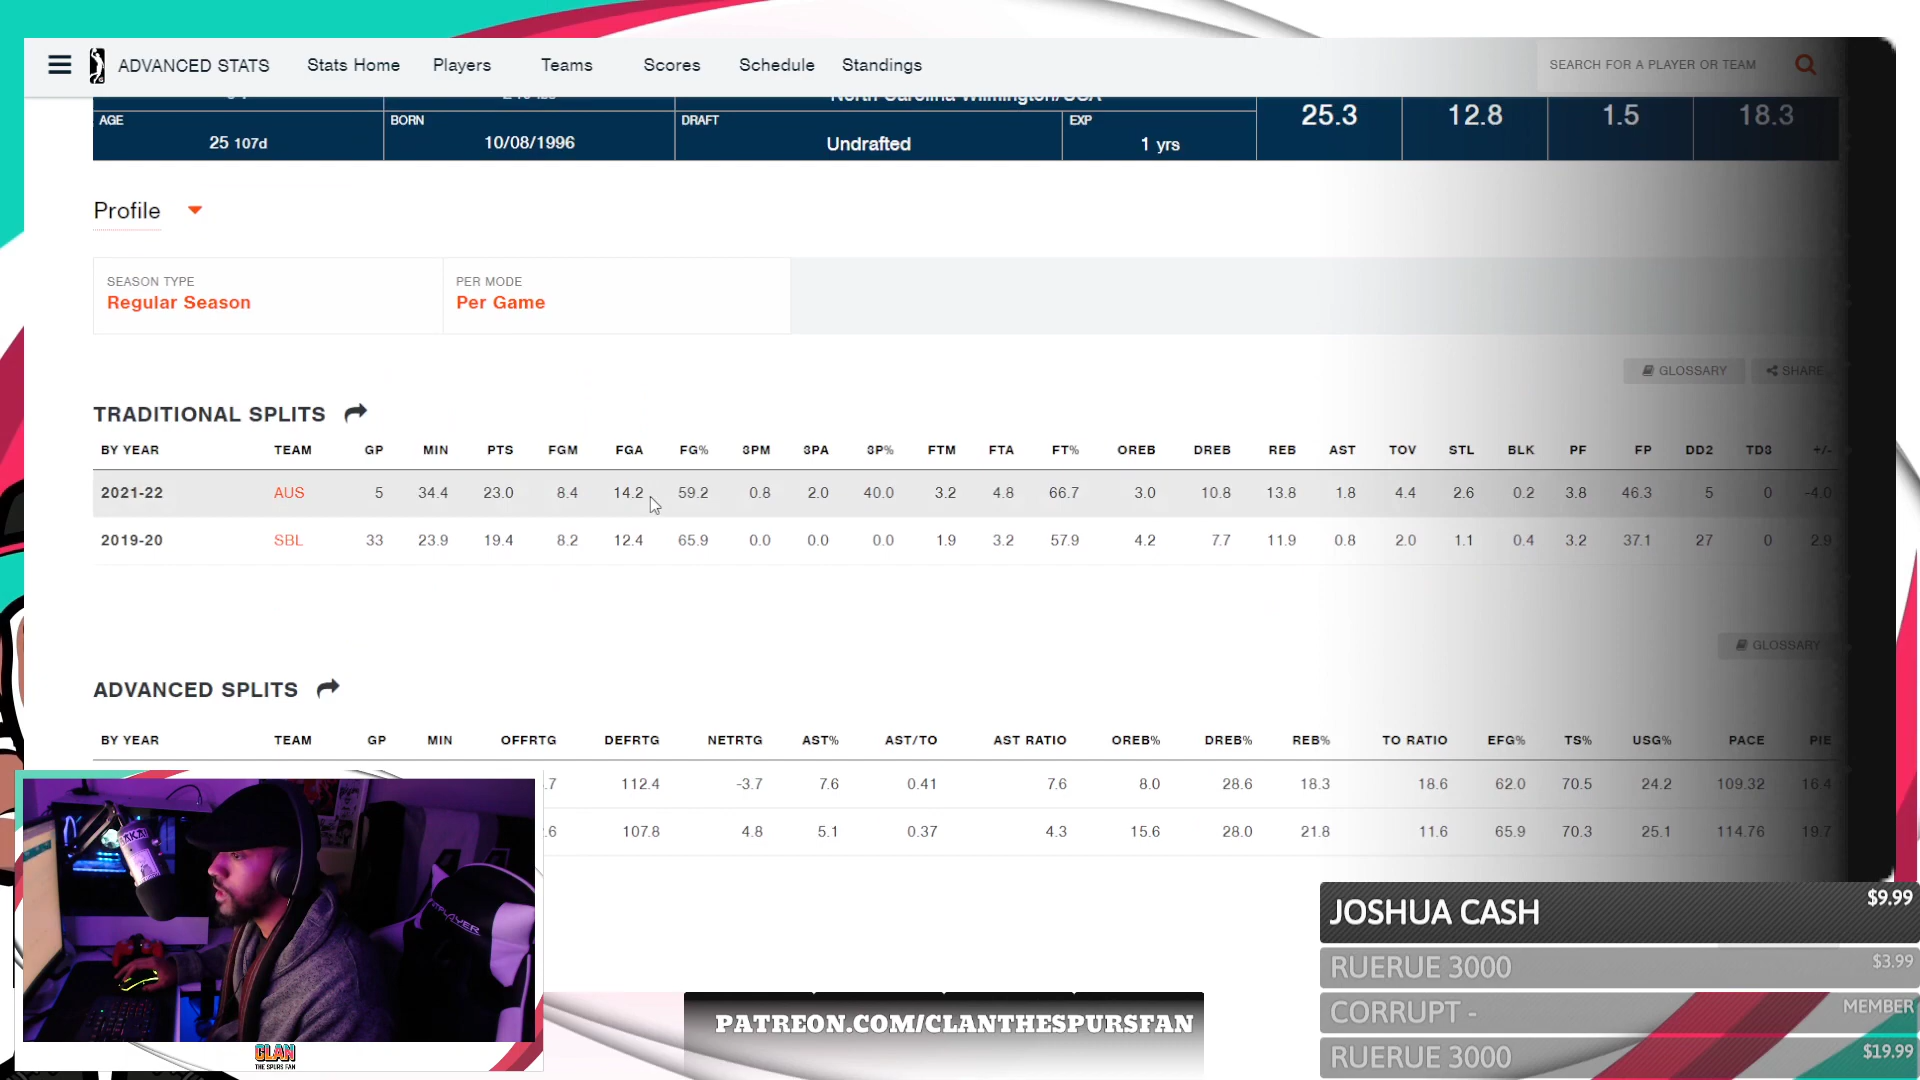 ADVANCED STATS Stats Home Players Teams Scores Schedule Standings SEARCH FOR A PLAYER OR TEAM
North Carolina Wilmington/USA
AGE BORN DRAFT EXP 25.3 12.8 1.5 18.3
25 107d 10/08/1996 Undrafted 1 yrs
Profile
SEASON TYPE PER MODE
Regular Season Per Game
GLOSSARY SHARE
TRADITIONAL SPLITS
BY YEAR TEAM GP MIN PTS FGM FGA FG% 3PM 3PA 3P% FTM FTA FT% OREB DREB REB AST TOV STL BLK PF FP DD2 TD3 +/-
2021-22 AUS 5 34.4 23.0 8.4 14.2 59.2 0.8 2.0 40.0 3.2 4.8 66.7 3.0 10.8 13.8 1.8 4.4 2.6 0.2 3.8 46.3 5 0 -4.0
2019-20 SBL 33 23.9 19.4 8.2 12.4 65.9 0.0 0.0 0.0 1.9 3.2 57.9 4.2 7.7 11.9 0.8 2.0 1.1 0.4 3.2 37.1 27 0 2.9
GLOSSARY
ADVANCED SPLITS
BY YEAR TEAM GP MIN OFFRTG DEFRTG NETRTG AST% AST/TO AST RATIO OREB% DREB% REB% TO RATIO EFG% TS% USG% PACE PIE
.7 112.4 -3.7 7.6 0.41 7.6 8.0 28.6 18.3 18.6 62.0 70.5 24.2 109.32 16.4
.6 107.8 4.8 5.1 0.37 4.3 15.6 28.0 21.8 11.6 65.9 70.3 25.1 114.76 19.7
JOSHUA CASH $9.99
RUERUE 3000 $3.99
CORRUPT - MEMBER
RUERUE 3000 $19.99
PATREON.COM/CLANTHESPURSFAN
CLAN
THE SPURS FAN